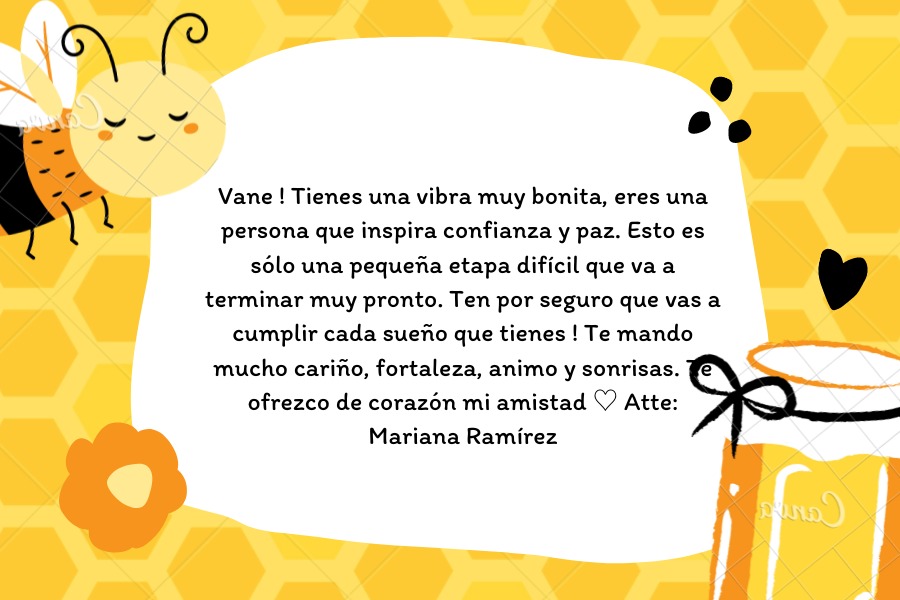 Vane ! Tienes una vibra muy bonita, eres una
persona que inspira confianza y paz. Esto es
sólo una pequeña etapa difícil que va a
terminar muy pronto. Ten por seguro que vas a
cumplir cada sueño que tienes ! Te mando
mucho cariño, fortaleza, animo y sonrisas. Te
ofrezco de corazón mi amistad ♡ Atte:
Mariana Ramírez
Canva
Canva